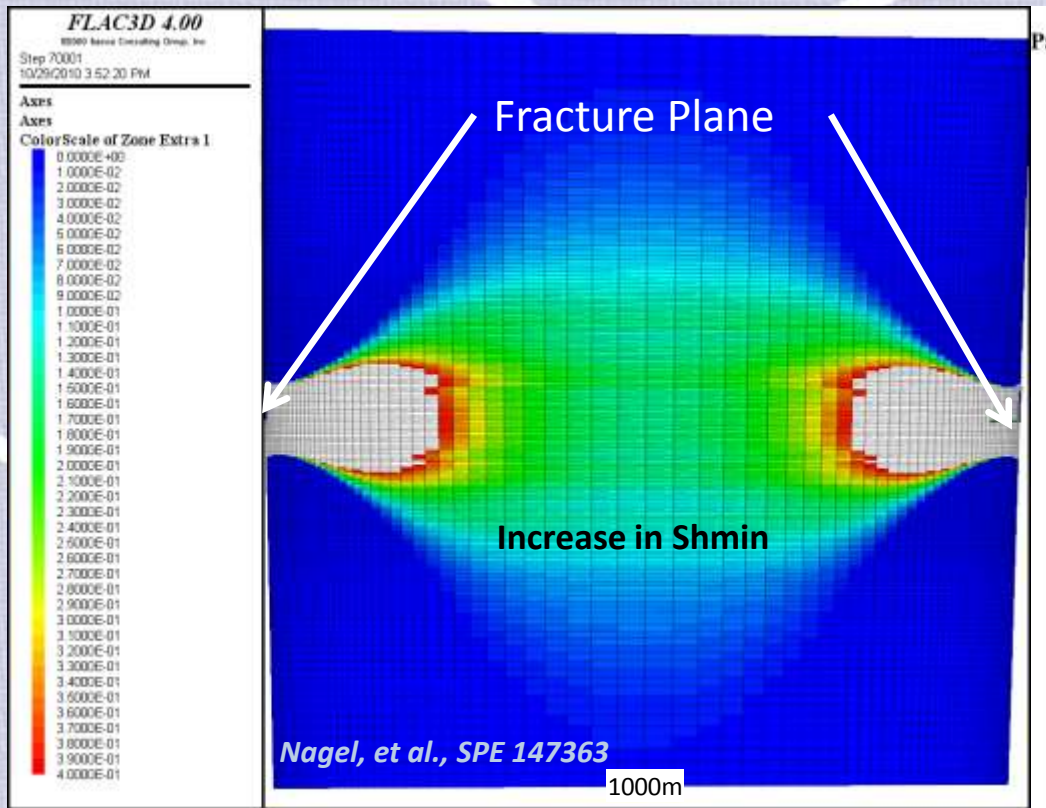 FLAC3D 4.00
Step 70001
10/29/2010 3:52:20 PM
Axes
Axes
ColorScale of Zone Extra 1
0.0000E+00
1.0000E-02
2.0000E-02
3.0000E-02
4.0000E-02
5.0000E-02
6.0000E-02
7.0000E-02
8.0000E-02
9.0000E-02
1.0000E-01
1.1000E-01
1.2000E-01
1.3000E-01
1.4000E-01
1.5000E-01
1.6000E-01
1.7000E-01
1.8000E-01
1.9000E-01
2.0000E-01
2.1000E-01
2.2000E-01
2.3000E-01
2.4000E-01
2.5000E-01
2.6000E-01
2.7000E-01
2.8000E-01
2.9000E-01
3.0000E-01
3.1000E-01
3.2000E-01
3.3000E-01
3.4000E-01
3.5000E-01
3.6000E-01
3.7000E-01
3.8000E-01
3.9000E-01
4.0000E-01
Fracture Plane
Increase in Shmin
Nagel, et al., SPE 147363
1000m